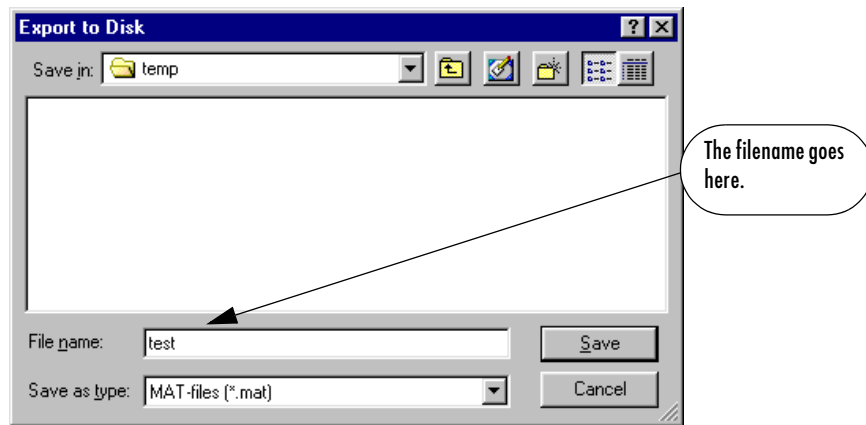 Export to Disk
Save in: temp
The filename goes
here.
File name: test
Save
Save as type: MAT-files (*.mat)
Cancel